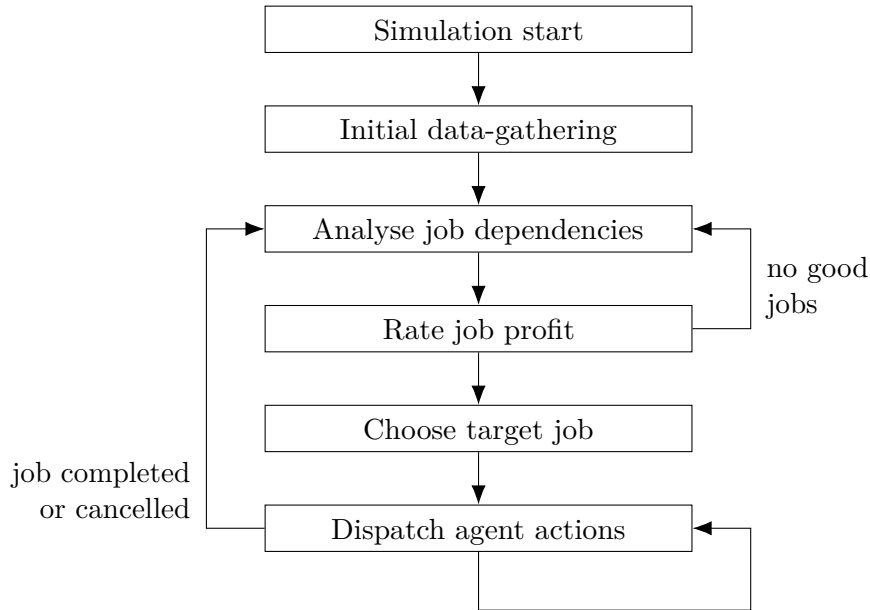 Simulation start
Initial data-gathering
Analyse job dependencies
no good
jobs
Rate job profit
Choose target job
job completed
or cancelled
Dispatch agent actions